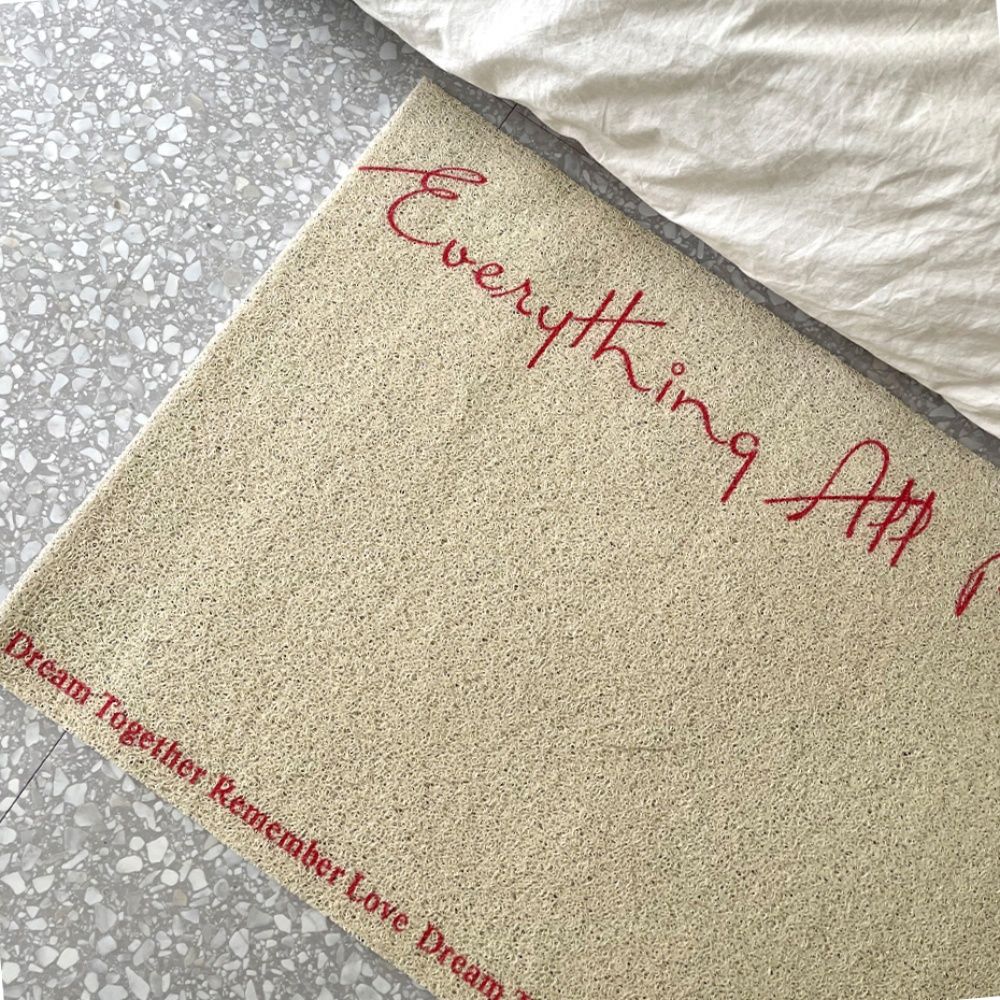 Everything All
Dream Together Remember Love Dream